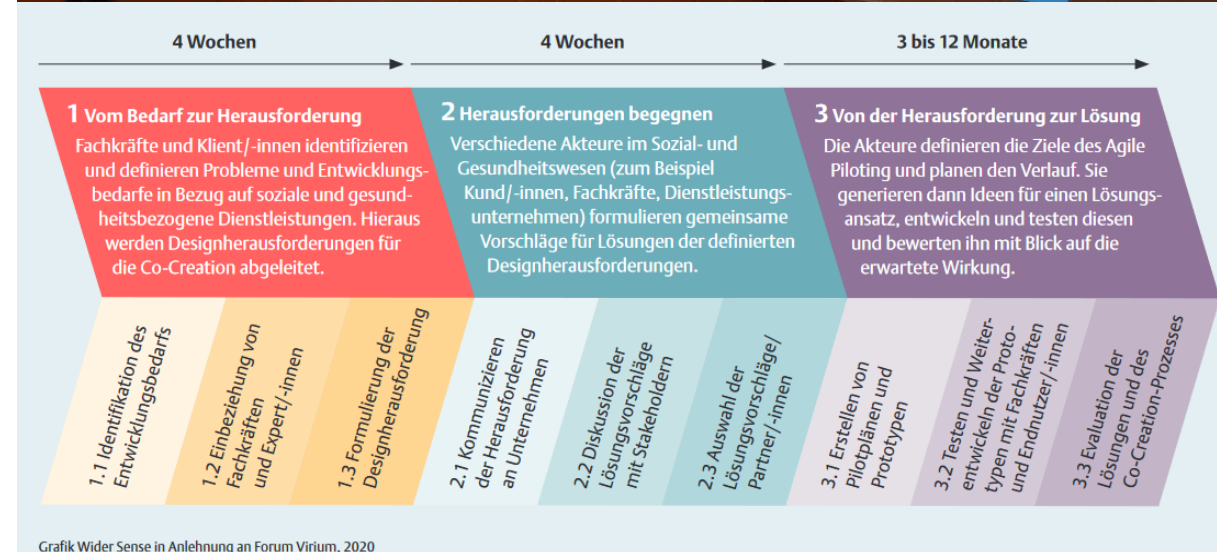 4 Wochen
4 Wochen
3 bis 12 Monate
1 Vom Bedarf zur Herausforderung
Fachkräfte und Klient/-innen identifizieren
und definieren Probleme und Entwicklungs-
bedarfe in Bezug auf soziale und gesund-
heitsbezogene Dienstleistungen. Hieraus
werden Designherausforderungen für
die Co-Creation abgeleitet.
2 Herausforderungen begegnen
Verschiedene Akteure im Sozial- und
Gesundheitswesen (zum Beispiel
Kund/-innen, Fachkräfte, Dienstleistungs-
unternehmen) formulieren gemeinsame
Vorschläge für Lösungen der definierten
Designherausforderungen.
3 Von der Herausforderung zur Lösung
Die Akteure definieren die Ziele des Agile
Piloting und planen den Verlauf. Sie
generieren dann Ideen für einen Lösungs-
ansatz, entwickeln und testen diesen
und bewerten ihn mit Blick auf die
erwartete Wirkung.
1.1 Identifikation des
Entwicklungsbedarfs
1.2 Einbeziehung von
Fachkräften
und Expert/-innen
1.3 Formulierung der
Designherausforderung
2.1 Kommunizieren
der Herausforderung
an Unternehmen
2.2 Diskussion der
Lösungsvorschläge
mit Stakeholdern
2.3 Auswahl der
Lösungsvorschläge/
Partner/-innen
3.1 Erstellen von
Pilotplänen und
Prototypen
3.2 Testen und Weiter-
entwickeln der Proto-
typen mit Fachkräften
und Endnutzer/-innen
3.3 Evaluation der
Lösungen und des
Co-Creation-Prozesses
Grafik Wider Sense in Anlehnung an Forum Virium, 2020